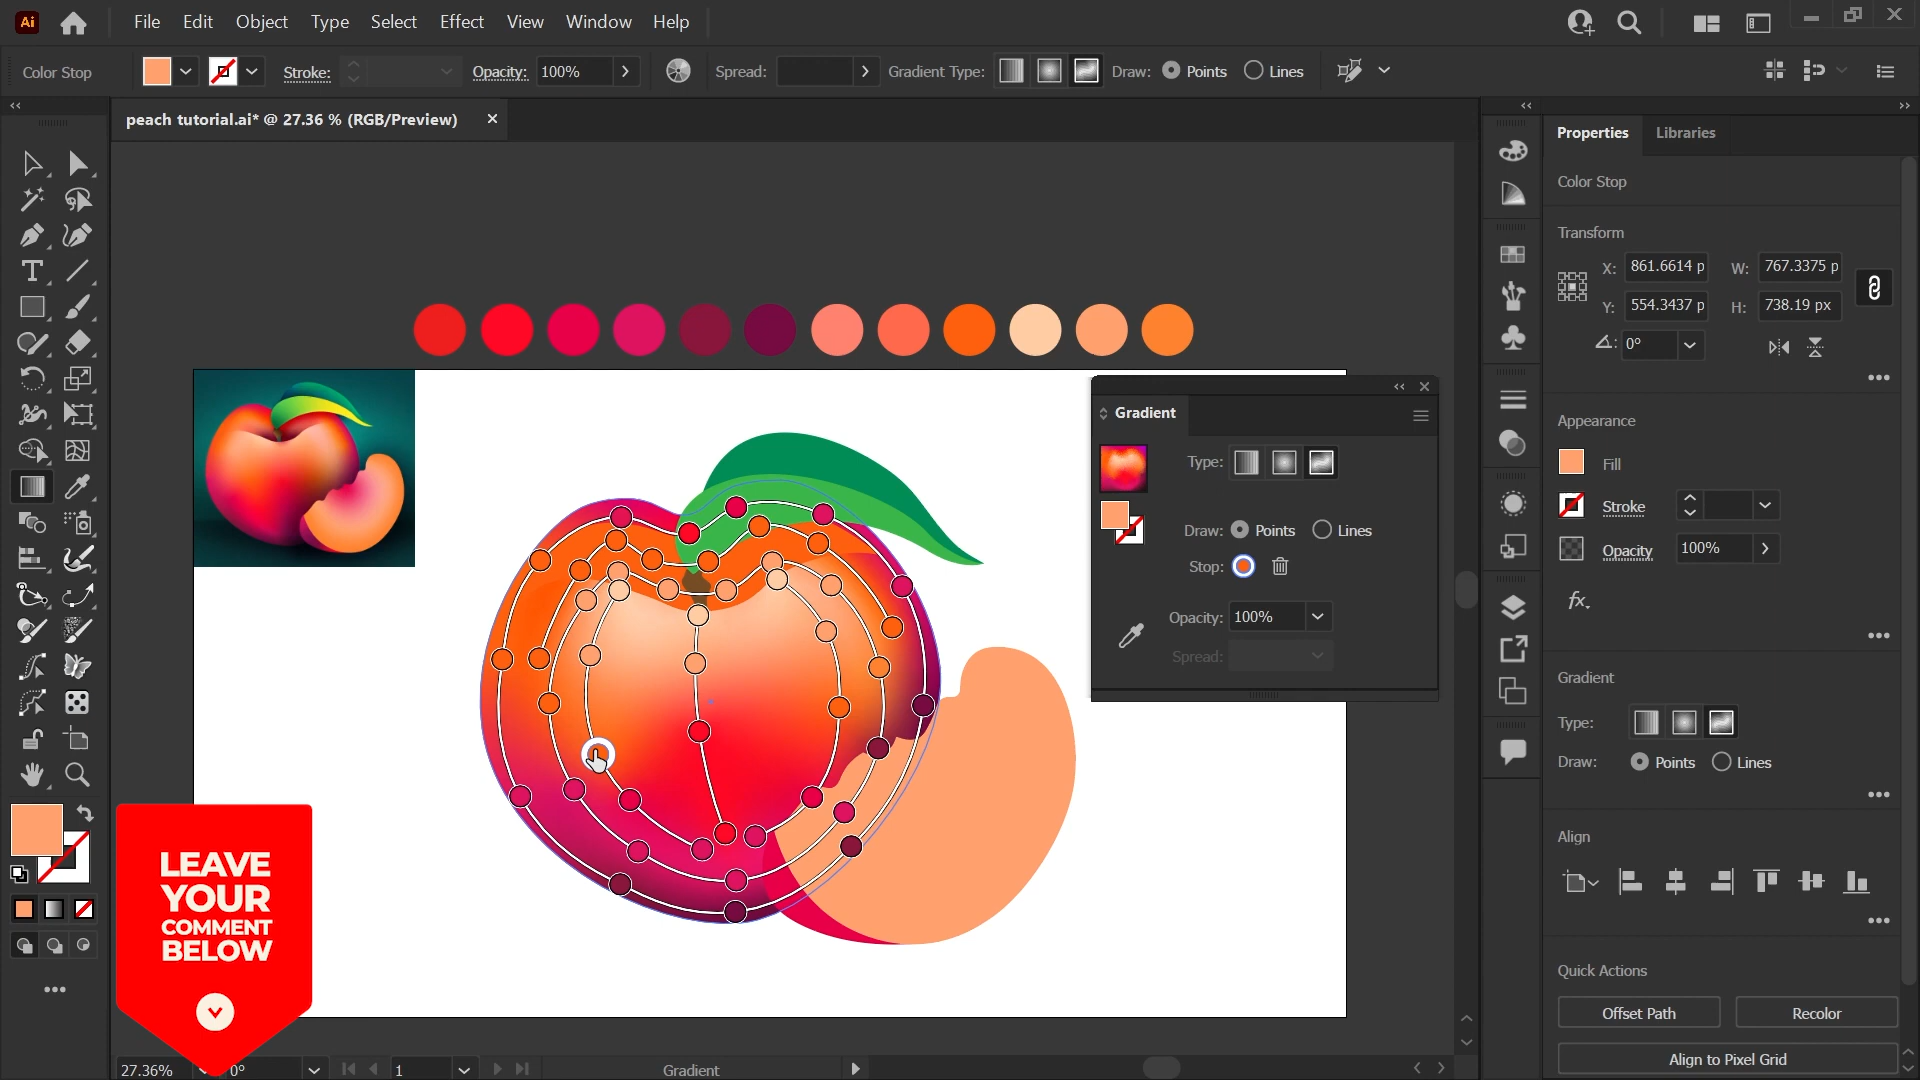 Ai File Edit Object Type Select Effect View Window Help
Color Stop Stroke: Opacity: 100% Spread: Gradient Type: Draw: Points Lines
peach tutorial.ai* @ 27.36 % (RGB/Preview)
Properties Libraries
Color Stop
Transform
X: 861.6614 p W: 767.3375 p
Y: 554.3437 p H: 738.19 px
0°
Appearance
Fill
Stroke
Opacity 100%
fx.
Gradient
Type:
Draw: Points Lines
Align
Quick Actions
Offset Path Recolor
Align to Pixel Grid
Gradient
Type:
Draw: Points Lines
Stop:
Opacity: 100%
Spread:
LEAVE
YOUR
COMMENT
BELOW
27.36% 0° 1 Gradient